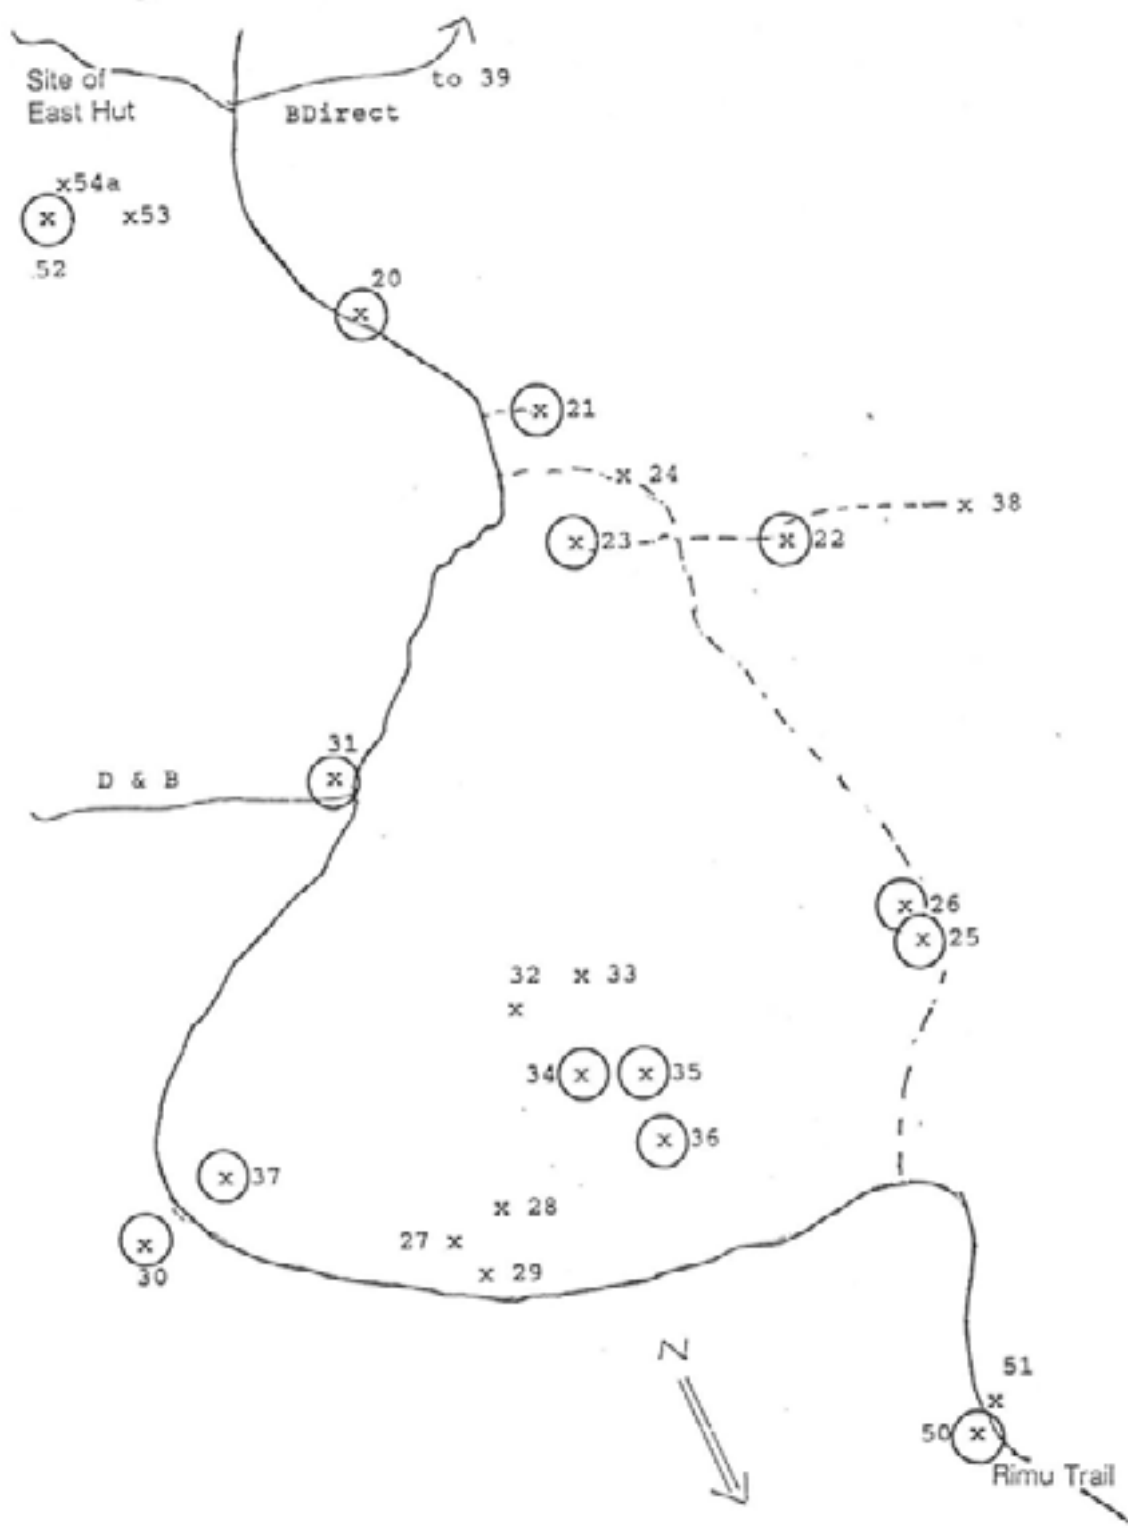 to 39
Site of
East Hut
BDirect
x54a
x
x53
52
20
x
x 21
x 24
x 38
x 23
x 22
31
D & B
x
x 26
x 25
32
x 33
x
34 x
x 35
x 36
x 37
x 28
27 x
x
30
x 29
N
51
x
50 x
Rimu Trail